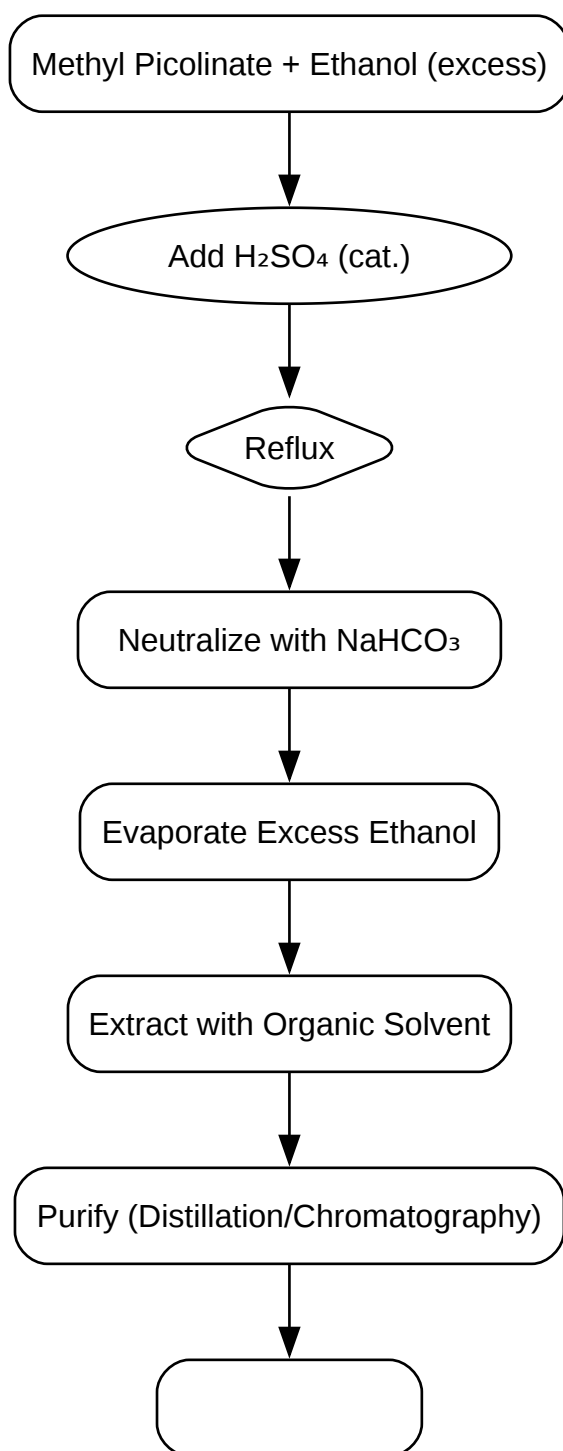 Methyl Picolinate + Ethanol (excess)
Add H₂SO₄ (cat.)
Reflux
Neutralize with NaHCO₃
Evaporate Excess Ethanol
Extract with Organic Solvent
Purify (Distillation/Chromatography)